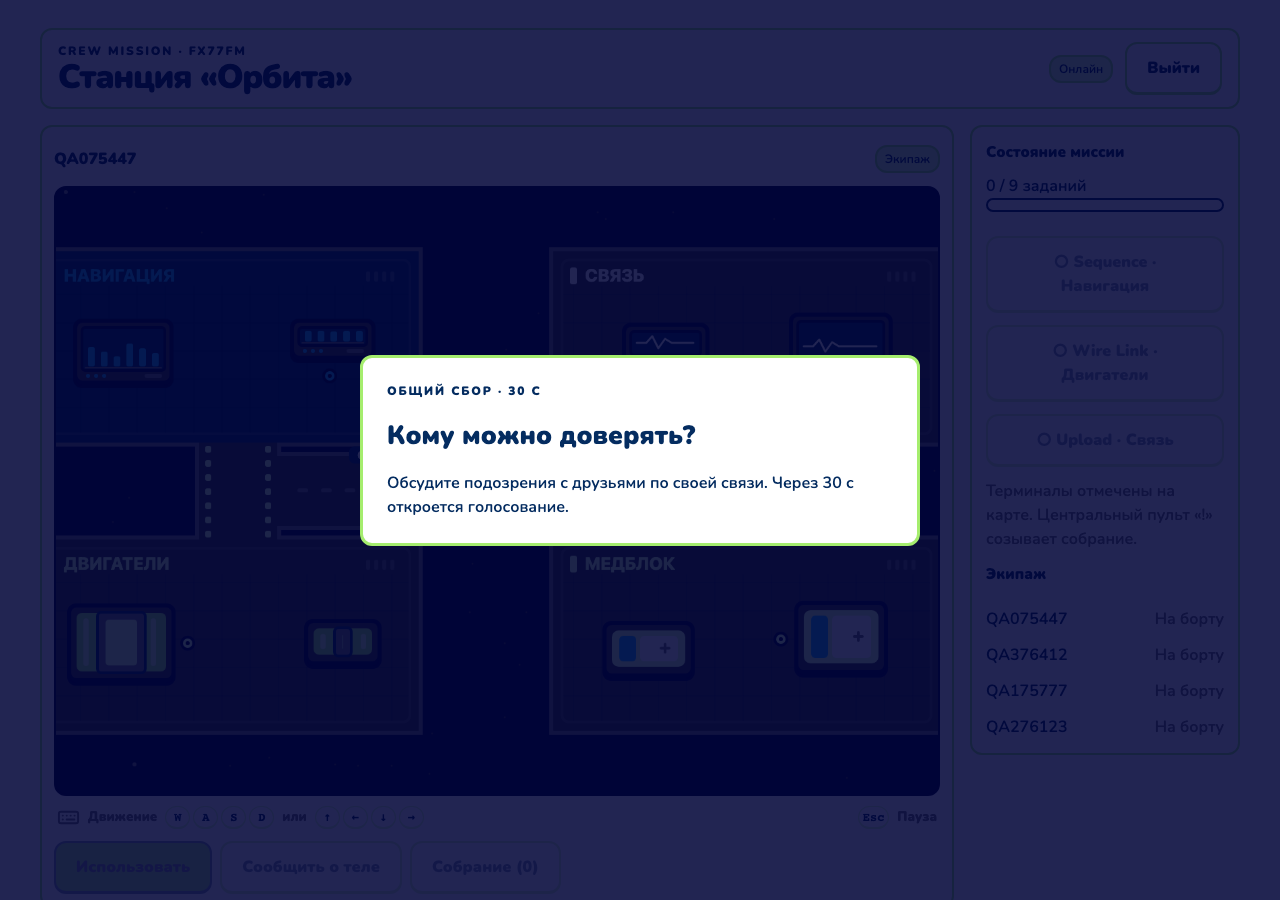 CREW MISSION · FX77FM
Станция «Орбита»
Онлайн
Выйти
QA075447
Экипаж
НАВИГАЦИЯ
СВЯЗЬ
ДВИГАТЕЛИ
МЕДБЛОК
ОБЩИЙ СБОР · 30 С
Кому можно доверять?
Обсудите подозрения с друзьями по своей связи. Через 30 с
откроется голосование.
Движение W A S D или ↑ ← ↓ →
Esc Пауза
Использовать
Сообщить о теле
Собрание (0)
Состояние миссии
0 / 9 заданий
○ Sequence ·
Навигация
○ Wire Link ·
Двигатели
○ Upload · Связь
Терминалы отмечены на
карте. Центральный пульт «!»
созывает собрание.
Экипаж
QA075447 На борту
QA376412 На борту
QA175777 На борту
QA276123 На борту